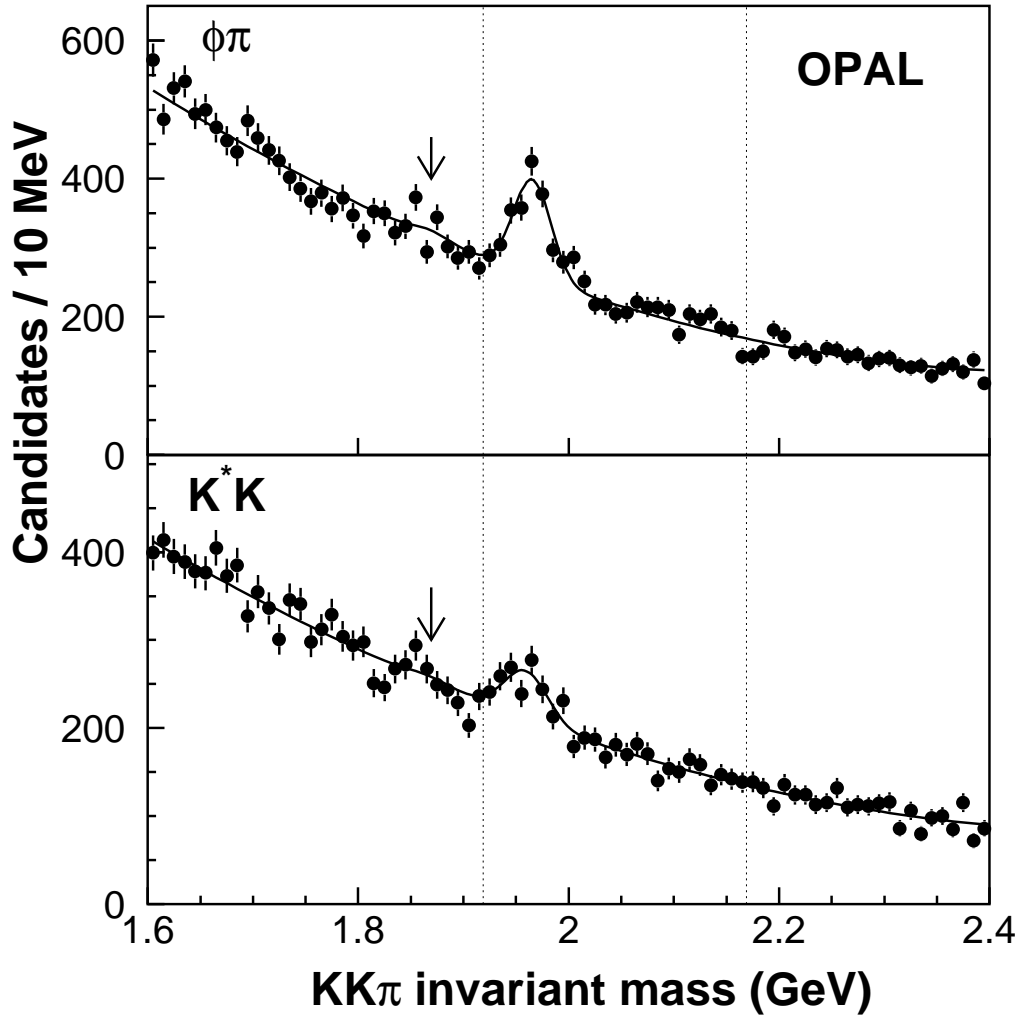 Candidates / 10 MeV
600
400
200
0
φπ
OPAL
400
200
0
K*K
1.6
1.8
2
2.2
2.4
KKπ invariant mass (GeV)